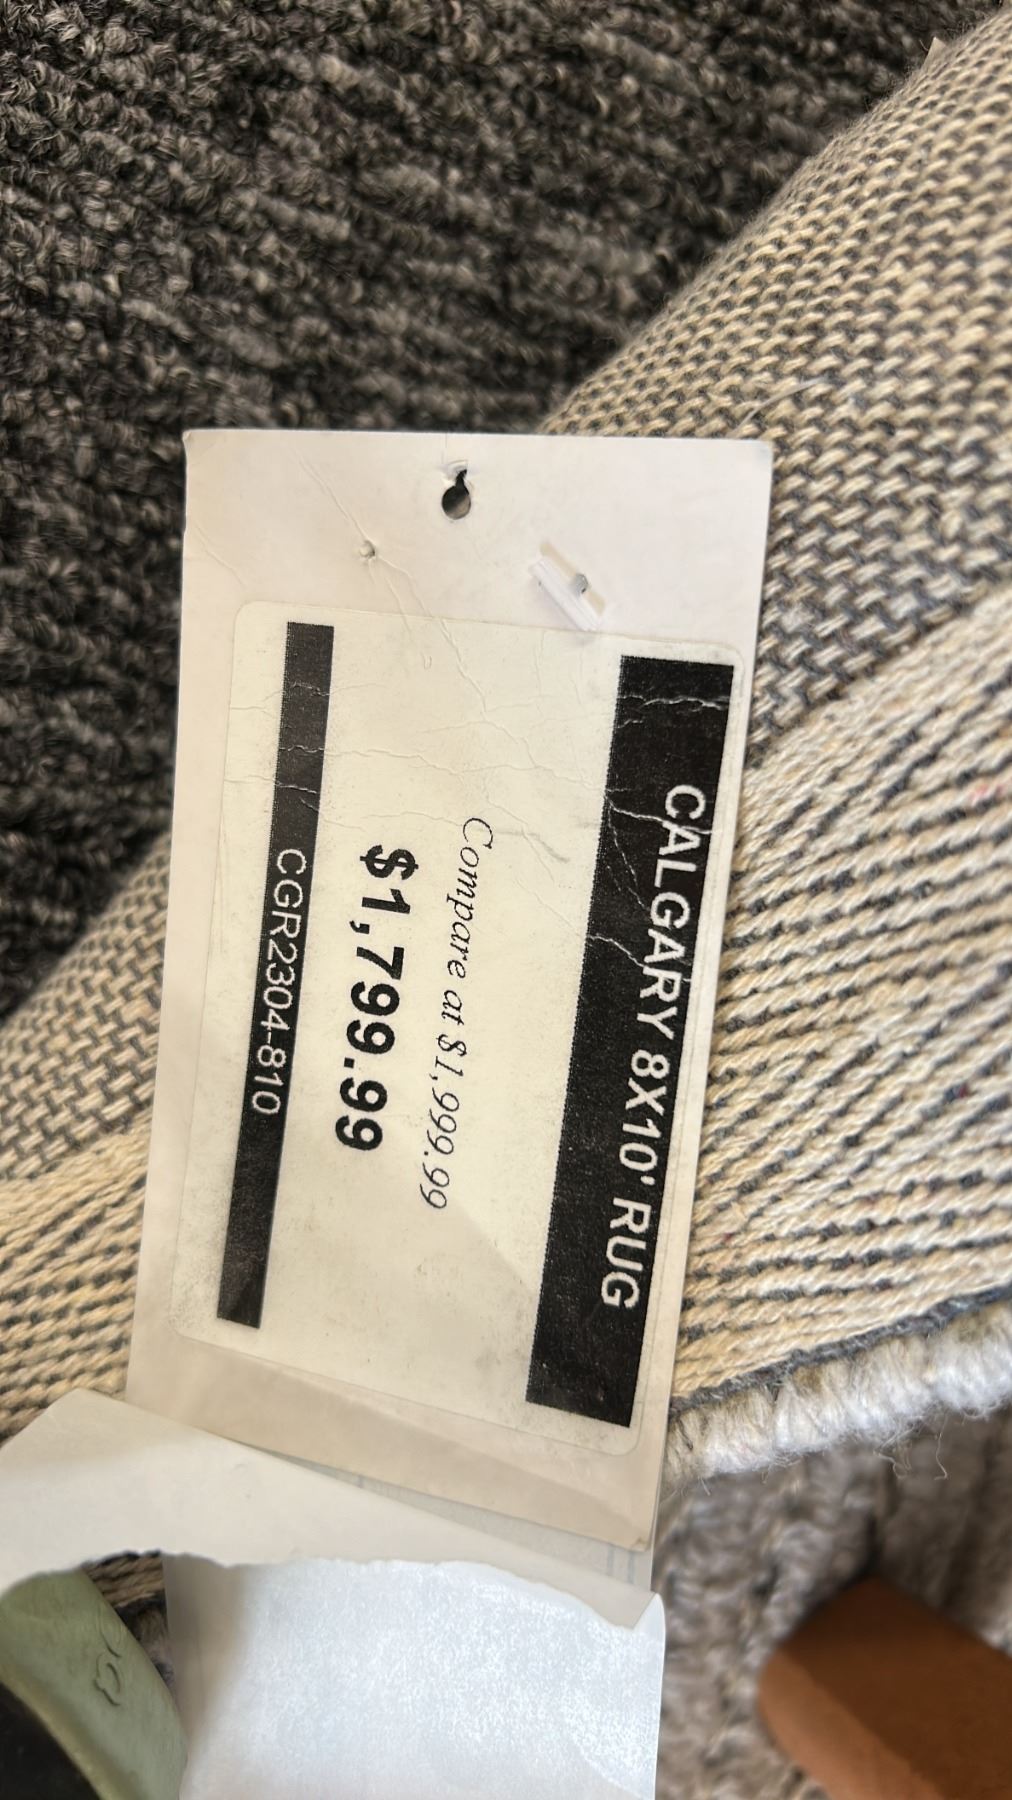 CALGARY 8X10' RUG
Compare at $1,999.99
$1,799.99
CGR2304-810